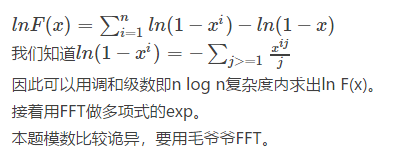 lnF(x) = ∑_{i=1}^{n} ln(1 − x^i) − ln(1 − x)
我们知道ln(1 − x^i) = − ∑_{j>=1} x^{ij}/j
因此可以用调和级数即n log n复杂度内求出ln F(x)。
接着用FFT做多项式的exp。
本题模数比较诡异，要用毛爷爷FFT。